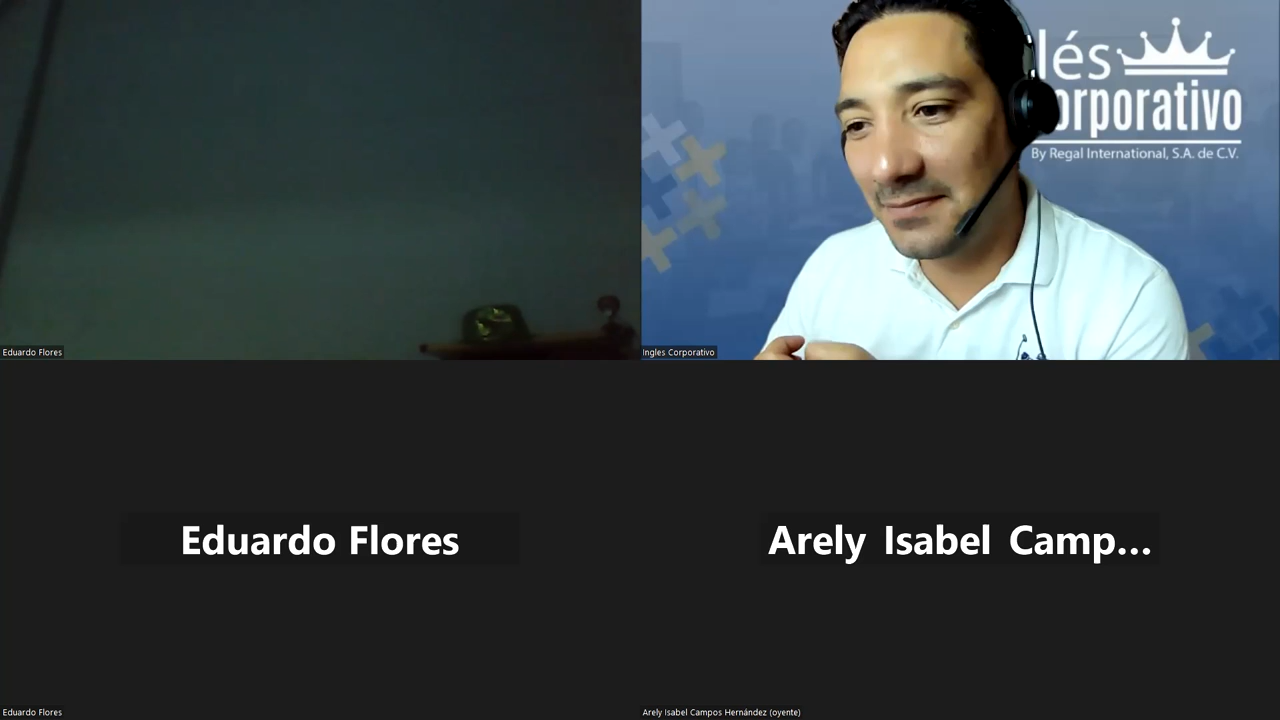 lés
orporativo
By Regal International, S.A. de C.V.
Eduardo Flores
Ingles Corporativo
Eduardo Flores
Arely Isabel Camp...
Eduardo Flores
Arely Isabel Campos Hernández (oyente)